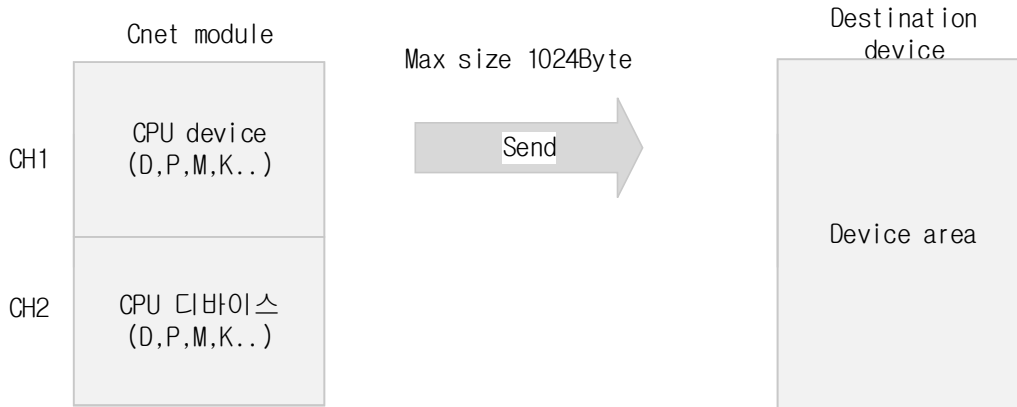 Cnet module
Max size 1024Byte
Destination
device
CH1
CPU device
(D,P,M,K..)
Send
Device area
CH2
CPU 디바이스
(D,P,M,K..)